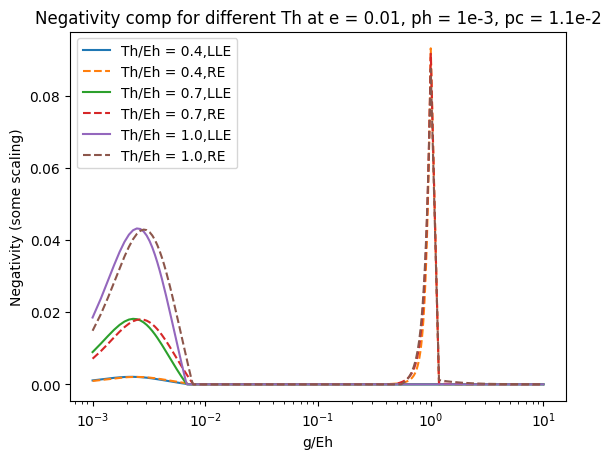 Negativity comp for different Th at e = 0.01, ph = 1e-3, pc = 1.1e-2
Th/Eh = 0.4,LLE
Th/Eh = 0.4,RE
Th/Eh = 0.7,LLE
Th/Eh = 0.7,RE
Th/Eh = 1.0,LLE
Th/Eh = 1.0,RE
Negativity (some scaling)
0.08
0.06
0.04
0.02
0.00
10⁻³ 10⁻² 10⁻¹ 10⁰ 10¹
g/Eh